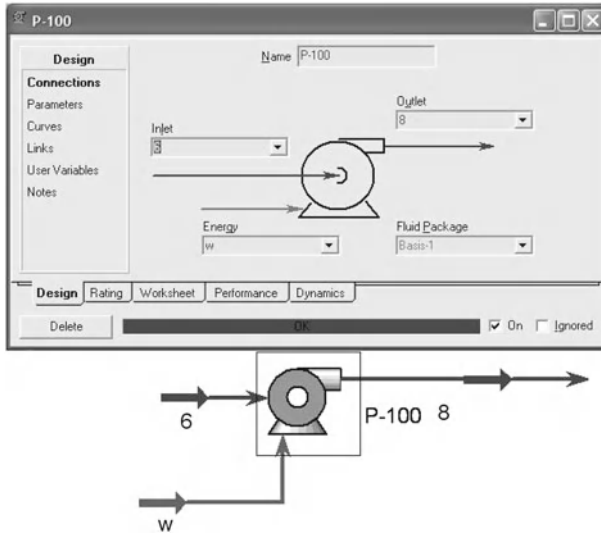 P-100
Design
Connections
Parameters
Curves
Links
User Variables
Notes
Name P-100
Inlet
6
Outlet
8
Energy
w
Fluid Package
Basis-1
Design Rating Worksheet Performance Dynamics
Delete OK On Ignored
6 P-100 8
w